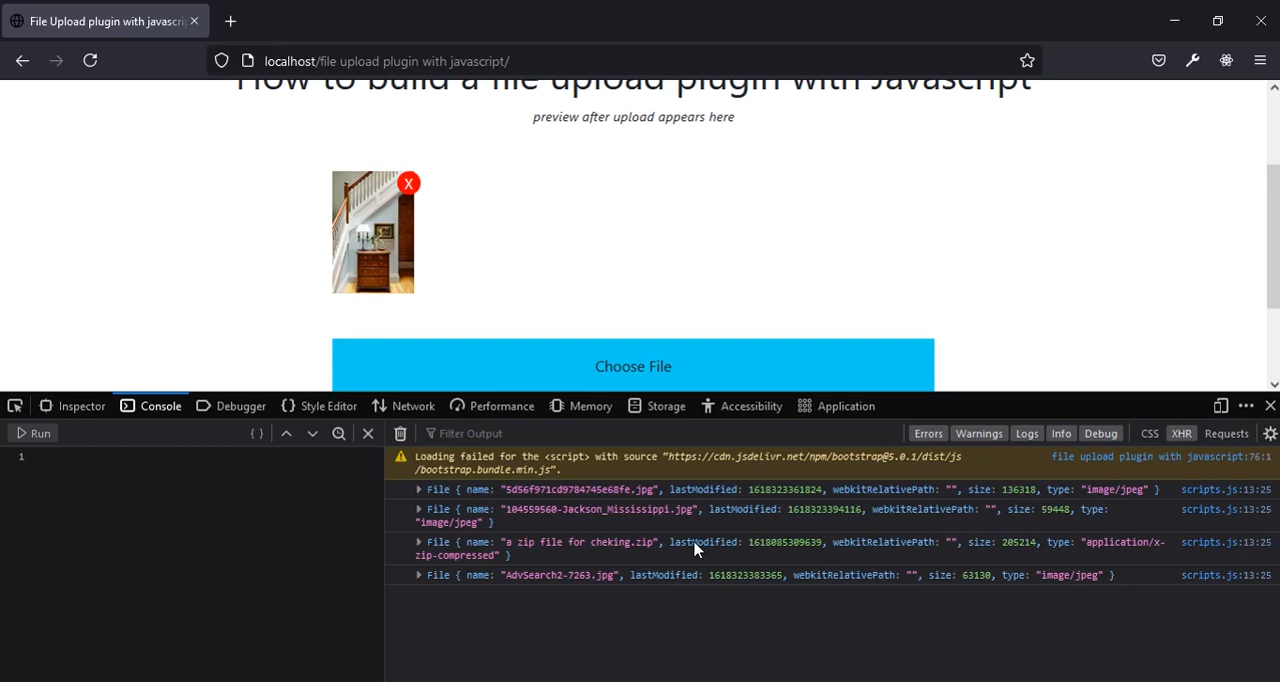 File Upload plugin with javascri
localhost/file upload plugin with javascript/
How to build a file upload plugin with Javascript
preview after upload appears here
X
Choose File
Inspector Console Debugger Style Editor Network Performance Memory Storage Accessibility Application
Run Filter Output Errors Warnings Logs Info Debug CSS XHR Requests
1
Loading failed for the <script> with source “https://cdn.jsdelivr.net/npm/bootstrap@5.0.1/dist/js file upload plugin with javascript:76:1
/bootstrap.bundle.min.js”.
File { name: "5d56f971cd9784745e68fe.jpg", lastModified: 1618323361824, webkitRelativePath: "", size: 136318, type: "image/jpeg" } scripts.js:13:25
File { name: "104559560-Jackson_Mississippi.jpg", lastModified: 1618323394116, webkitRelativePath: "", size: 59448, type: scripts.js:13:25
"image/jpeg" }
File { name: "a zip file for cheking.zip", lastModified: 1618085309639, webkitRelativePath: "", size: 205214, type: "application/x- scripts.js:13:25
zip-compressed" }
File { name: "AdvSearch2-7263.jpg", lastModified: 1618323383365, webkitRelativePath: "", size: 63130, type: "image/jpeg" } scripts.js:13:25